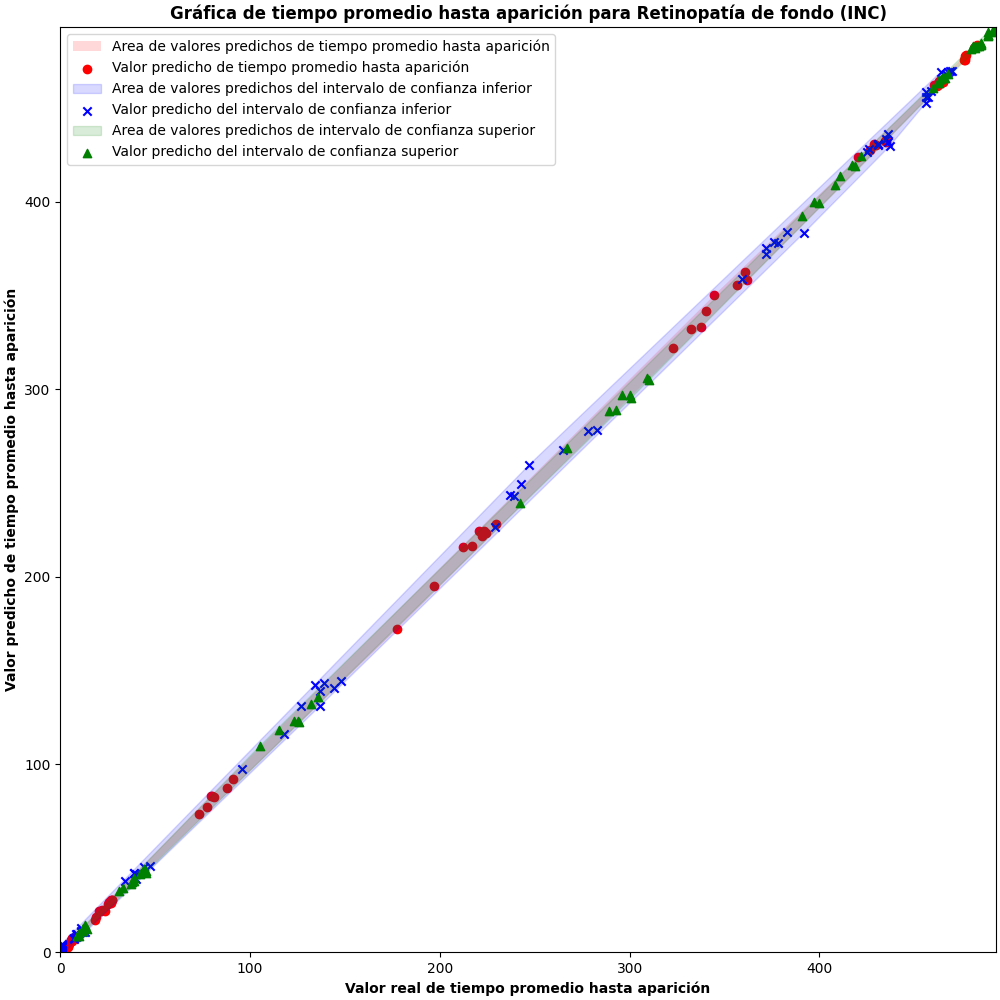 Gráfica de tiempo promedio hasta aparición para Retinopatía de fondo (INC)
Area de valores predichos de tiempo promedio hasta aparición
Valor predicho de tiempo promedio hasta aparición
Area de valores predichos del intervalo de confianza inferior
Valor predicho del intervalo de confianza inferior
Area de valores predichos de intervalo de confianza superior
Valor predicho del intervalo de confianza superior
Valor predicho de tiempo promedio hasta aparición
400
300
200
100
0
0 100 200 300 400
Valor real de tiempo promedio hasta aparición